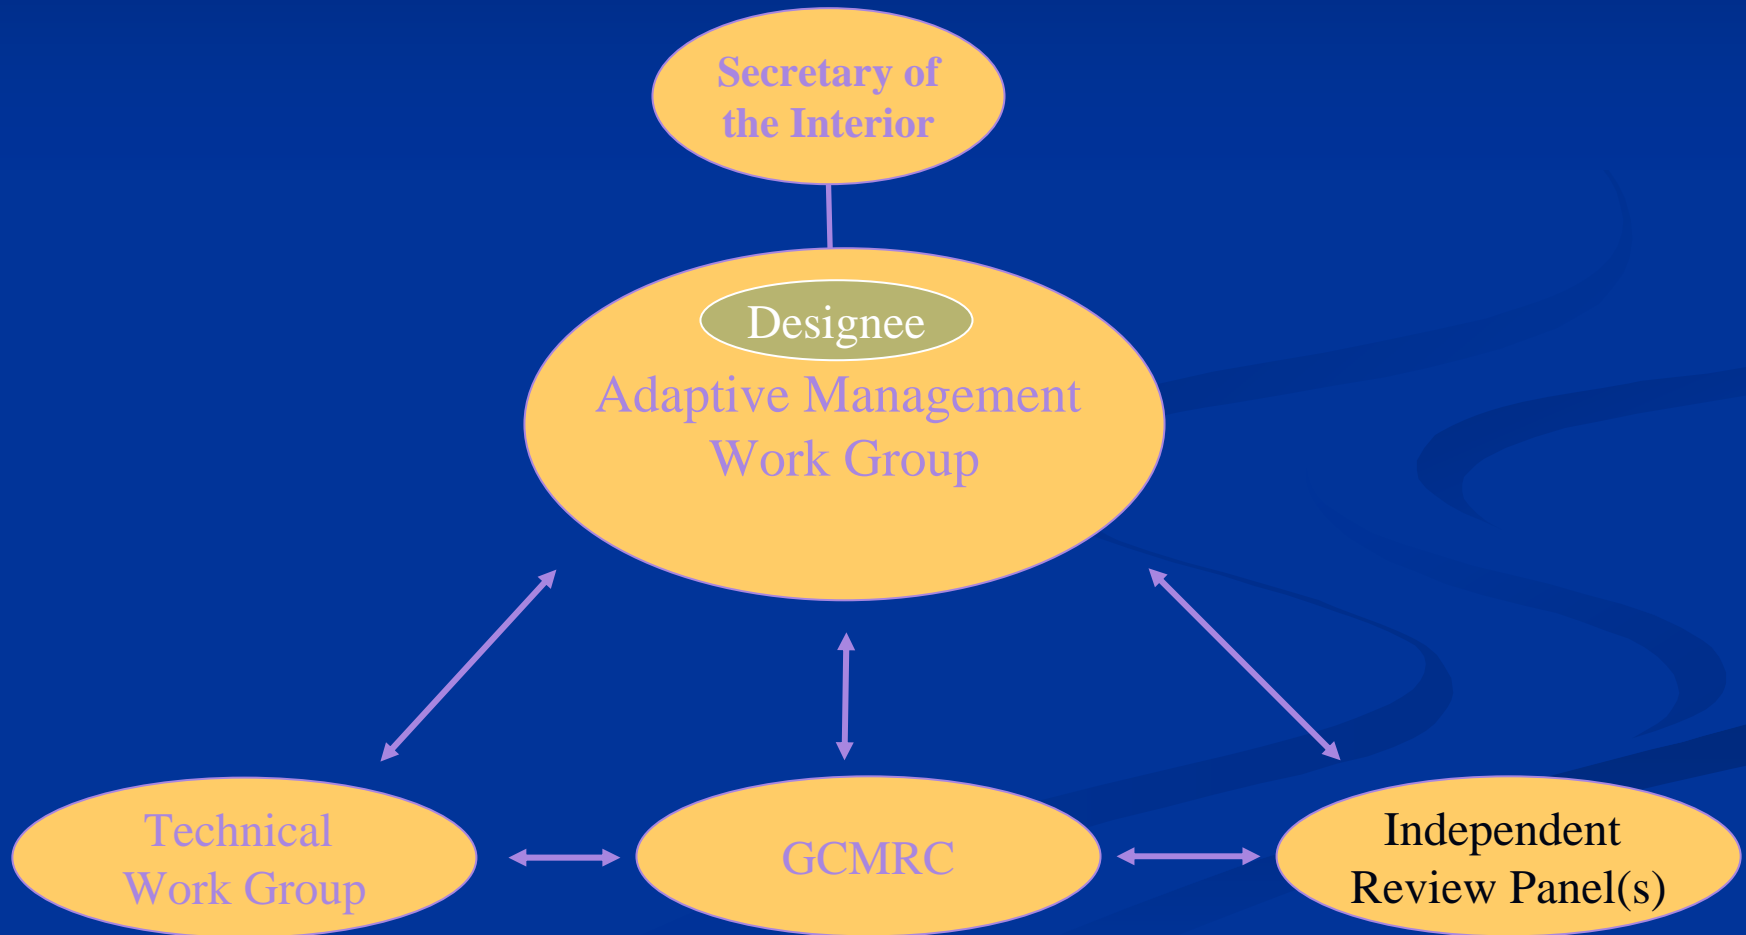 Secretary of
the Interior
Designee
Adaptive Management
Work Group
Technical
Work Group
GCMRC
Independent
Review Panel(s)